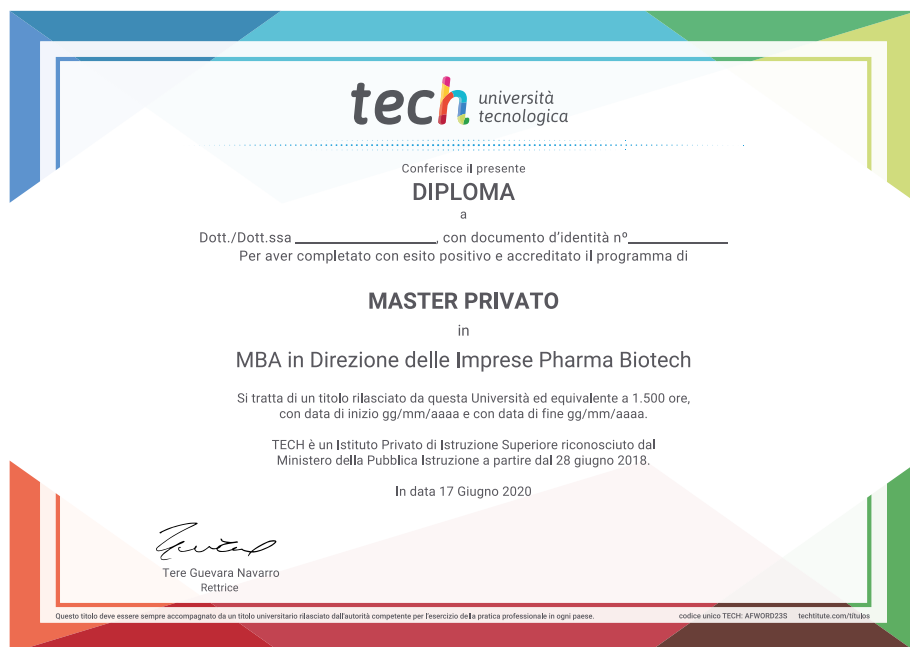 tech università
tecnologica
Conferisce il presente
DIPLOMA
a
Dott./Dott.ssa _________________, con documento d'identità nº____________
Per aver completato con esito positivo e accreditato il programma di
MASTER PRIVATO
in
MBA in Direzione delle Imprese Pharma Biotech
Si tratta di un titolo rilasciato da questa Università ed equivalente a 1.500 ore,
con data di inizio gg/mm/aaaa e con data di fine gg/mm/aaaa.
TECH è un Istituto Privato di Istruzione Superiore riconosciuto dal
Ministero della Pubblica Istruzione a partire dal 28 giugno 2018.
In data 17 Giugno 2020
Tere Guevara Navarro
Rettrice
Questo titolo deve essere sempre accompagnato da un titolo universitario rilasciato dall'autorità competente per l'esercizio della pratica professionale in ogni paese.
codice unico TECH: AFWORD23S techtitute.com/títulos